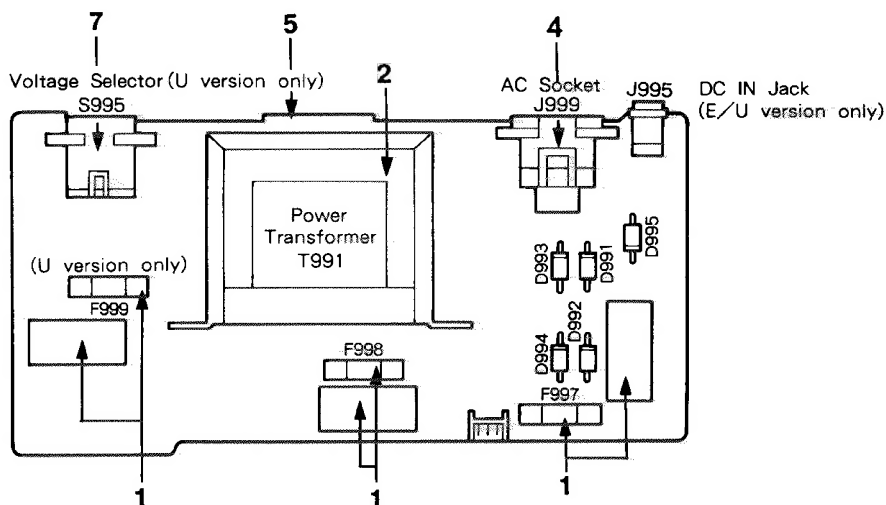 7
5
4
Voltage Selector (U version only)
2
AC Socket
J995
DC IN Jack
S995
J999
(E/U version only)
Power
Transformer
T991
D995
D993
D991
(U version only)
F999
D992
F998
D994
F997
1
1
1